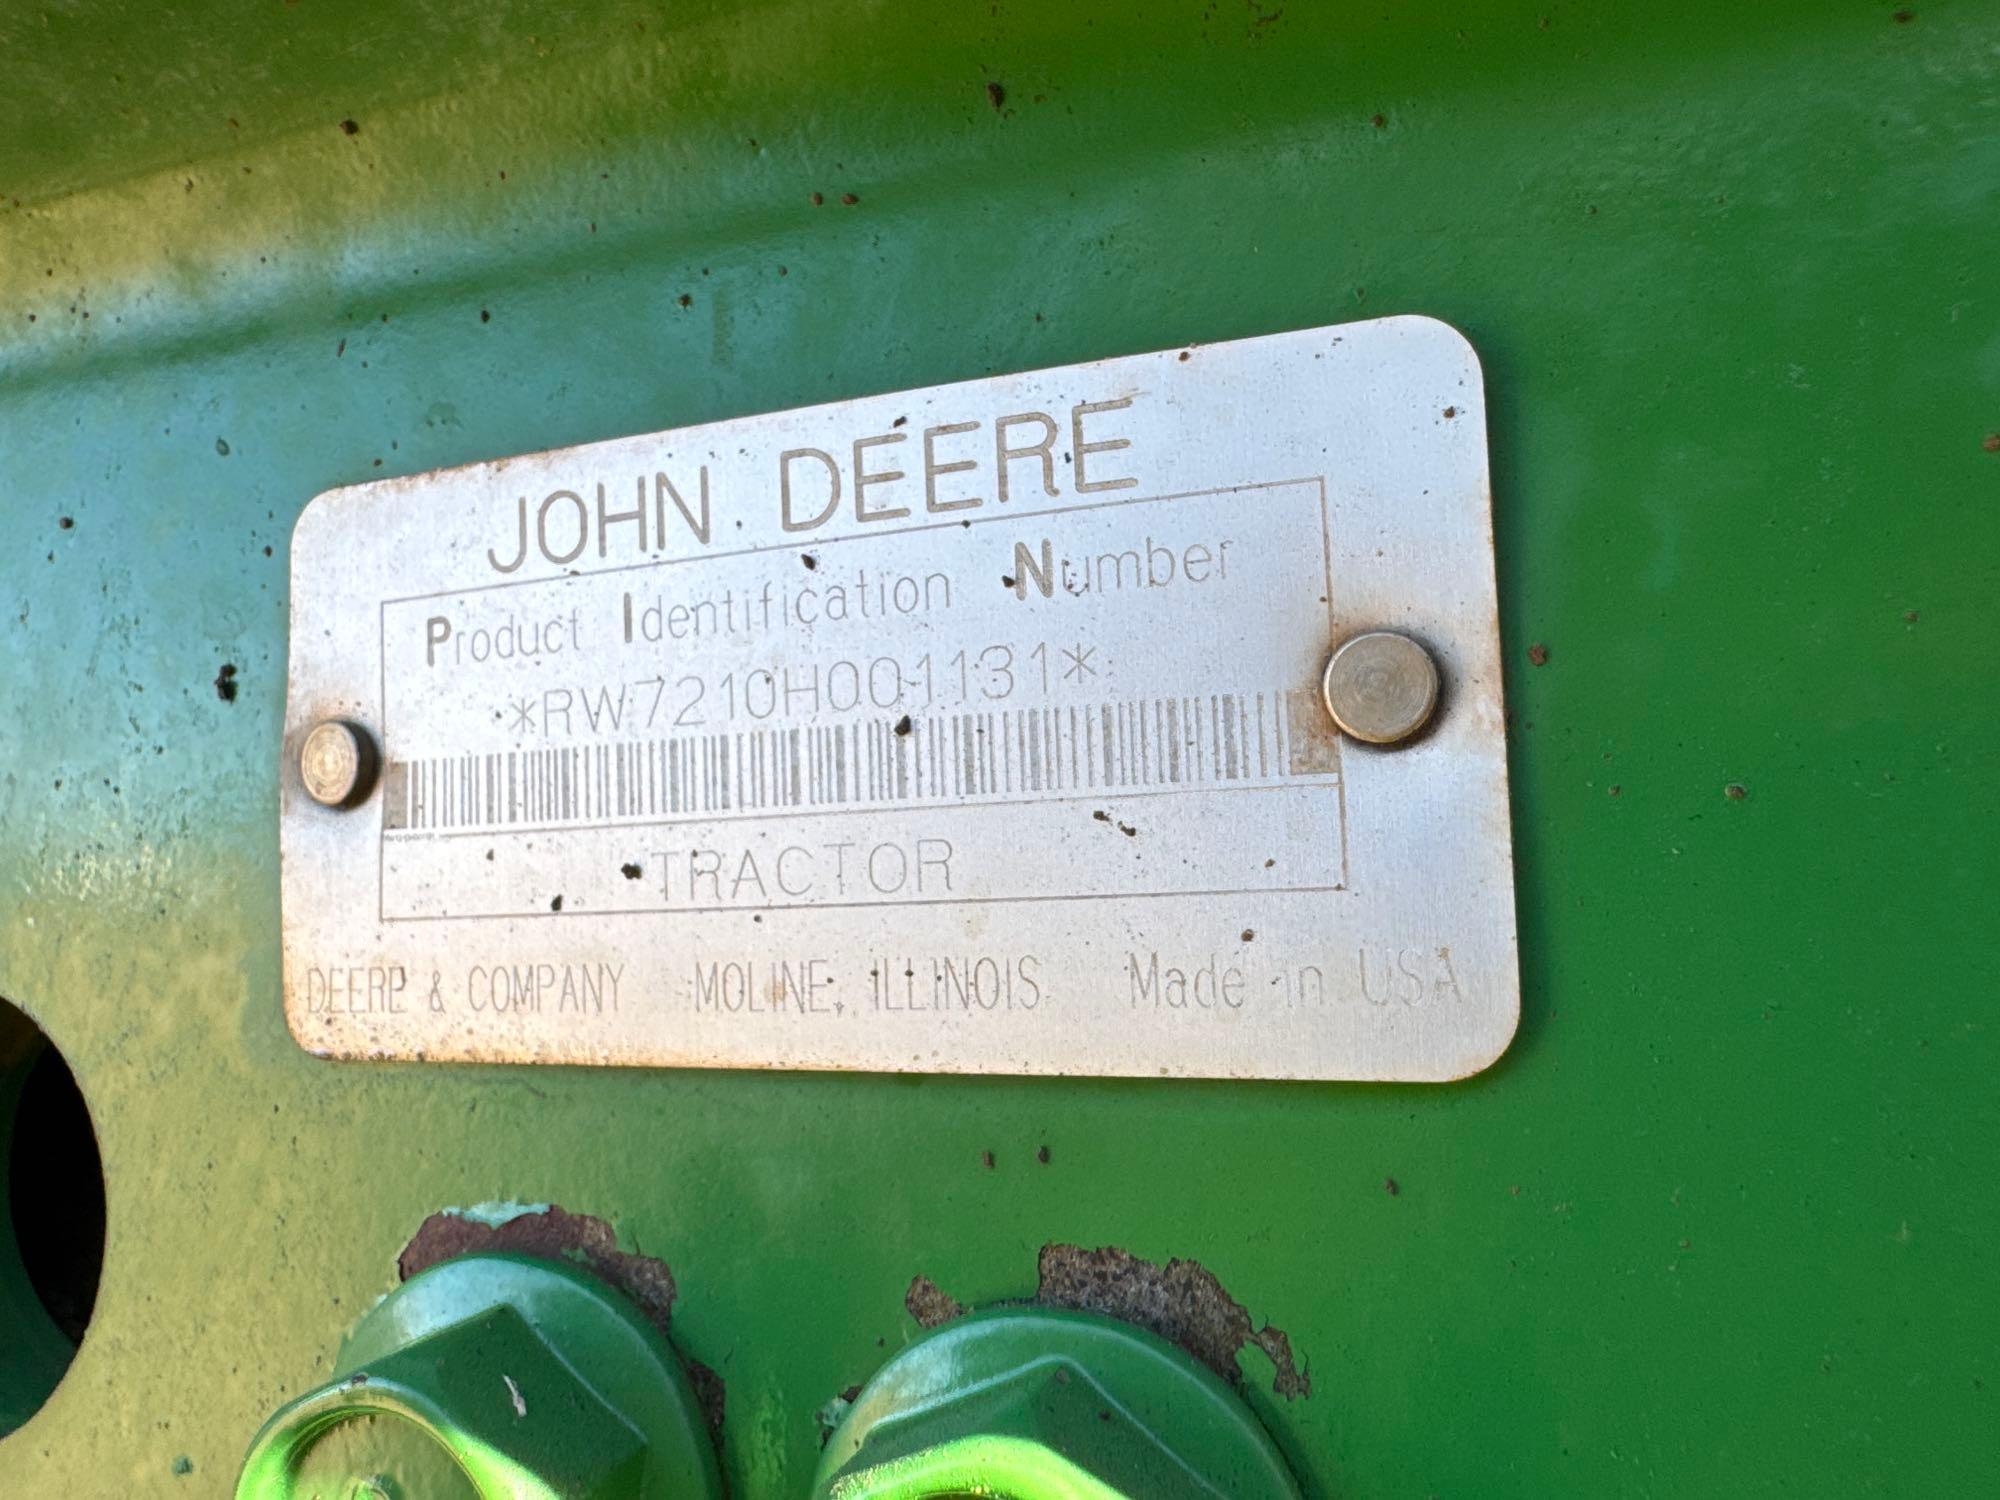 JOHN DEERE
Product Identification Number
*RW7210H001131*
TRACTOR
DEERE & COMPANY MOLINE, ILLINOIS Made in USA